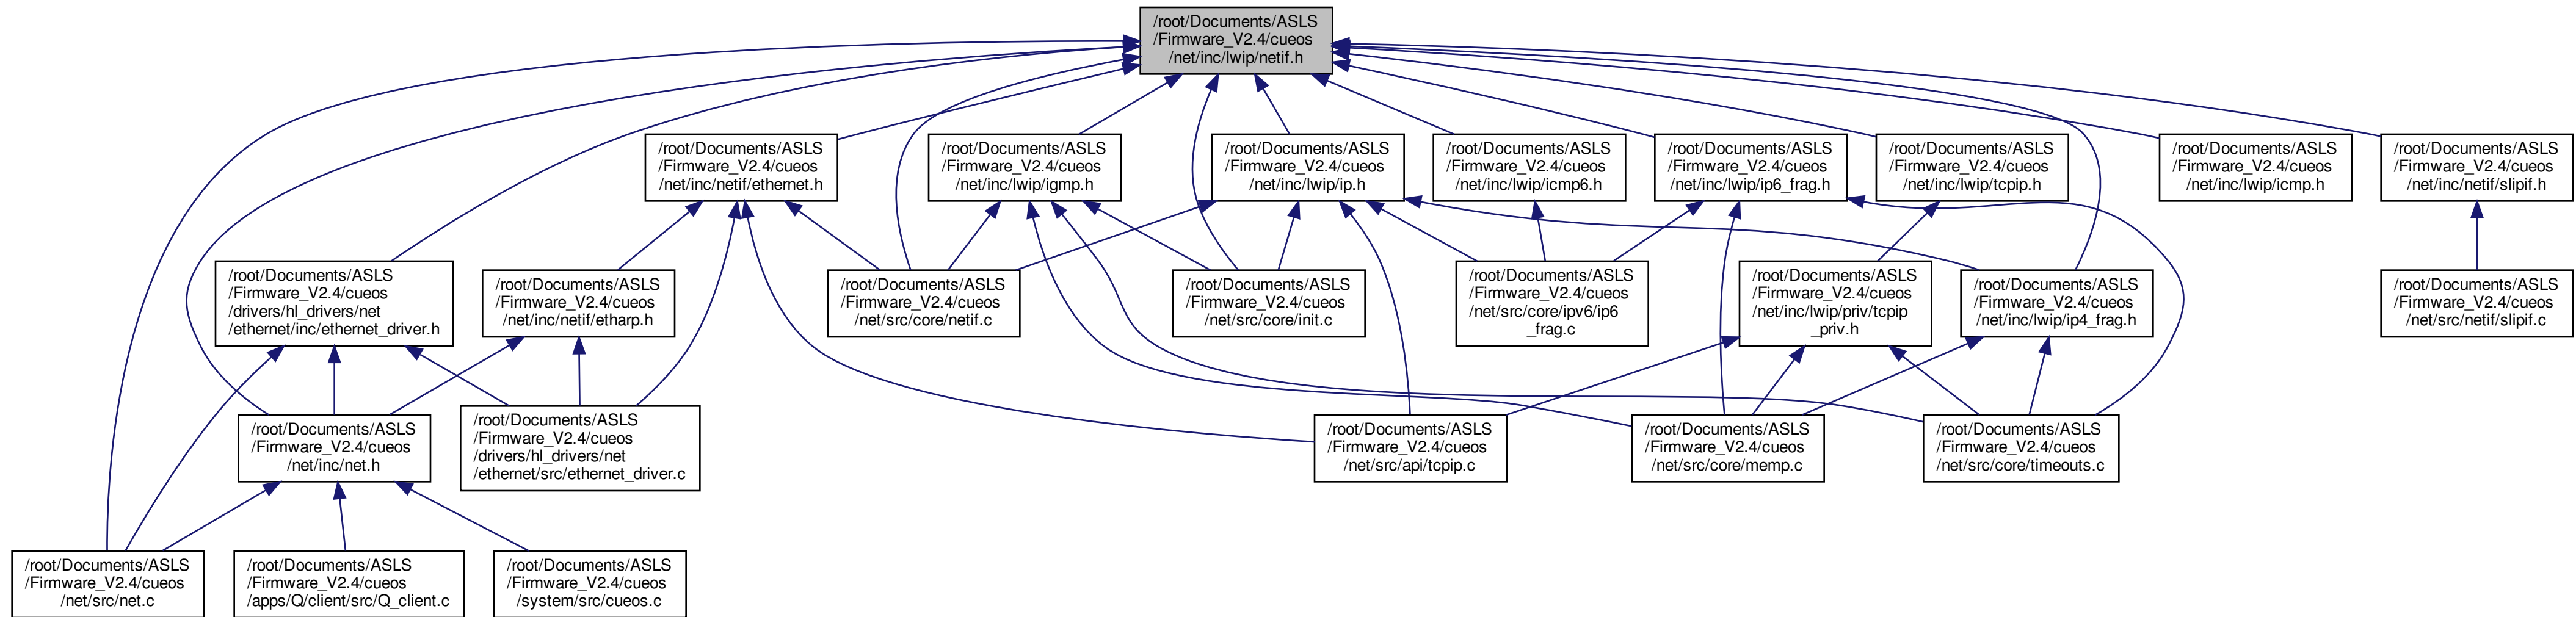 /root/Documents/ASLS
/Firmware_V2.4/cueos
/net/inc/lwip/netif.h
/root/Documents/ASLS
/Firmware_V2.4/cueos
/net/inc/netif/ethernet.h
/root/Documents/ASLS
/Firmware_V2.4/cueos
/net/inc/lwip/igmp.h
/root/Documents/ASLS
/Firmware_V2.4/cueos
/net/inc/lwip/ip.h
/root/Documents/ASLS
/Firmware_V2.4/cueos
/net/inc/lwip/icmp6.h
/root/Documents/ASLS
/Firmware_V2.4/cueos
/net/inc/lwip/ip6_frag.h
/root/Documents/ASLS
/Firmware_V2.4/cueos
/net/inc/lwip/tcpip.h
/root/Documents/ASLS
/Firmware_V2.4/cueos
/net/inc/lwip/icmp.h
/root/Documents/ASLS
/Firmware_V2.4/cueos
/net/inc/netif/slipif.h
/root/Documents/ASLS
/Firmware_V2.4/cueos
/drivers/hl_drivers/net
/ethernet/inc/ethernet_driver.h
/root/Documents/ASLS
/Firmware_V2.4/cueos
/net/inc/netif/etharp.h
/root/Documents/ASLS
/Firmware_V2.4/cueos
/net/src/core/netif.c
/root/Documents/ASLS
/Firmware_V2.4/cueos
/net/src/core/init.c
/root/Documents/ASLS
/Firmware_V2.4/cueos
/net/src/core/ipv6/ip6
_frag.c
/root/Documents/ASLS
/Firmware_V2.4/cueos
/net/inc/lwip/priv/tcpip
_priv.h
/root/Documents/ASLS
/Firmware_V2.4/cueos
/net/inc/lwip/ip4_frag.h
/root/Documents/ASLS
/Firmware_V2.4/cueos
/net/src/netif/slipif.c
/root/Documents/ASLS
/Firmware_V2.4/cueos
/net/inc/net.h
/root/Documents/ASLS
/Firmware_V2.4/cueos
/drivers/hl_drivers/net
/ethernet/src/ethernet_driver.c
/root/Documents/ASLS
/Firmware_V2.4/cueos
/net/src/api/tcpip.c
/root/Documents/ASLS
/Firmware_V2.4/cueos
/net/src/core/memp.c
/root/Documents/ASLS
/Firmware_V2.4/cueos
/net/src/core/timeouts.c
/root/Documents/ASLS
/Firmware_V2.4/cueos
/net/src/net.c
/root/Documents/ASLS
/Firmware_V2.4/cueos
/apps/Q/client/src/Q_client.c
/root/Documents/ASLS
/Firmware_V2.4/cueos
/system/src/cueos.c